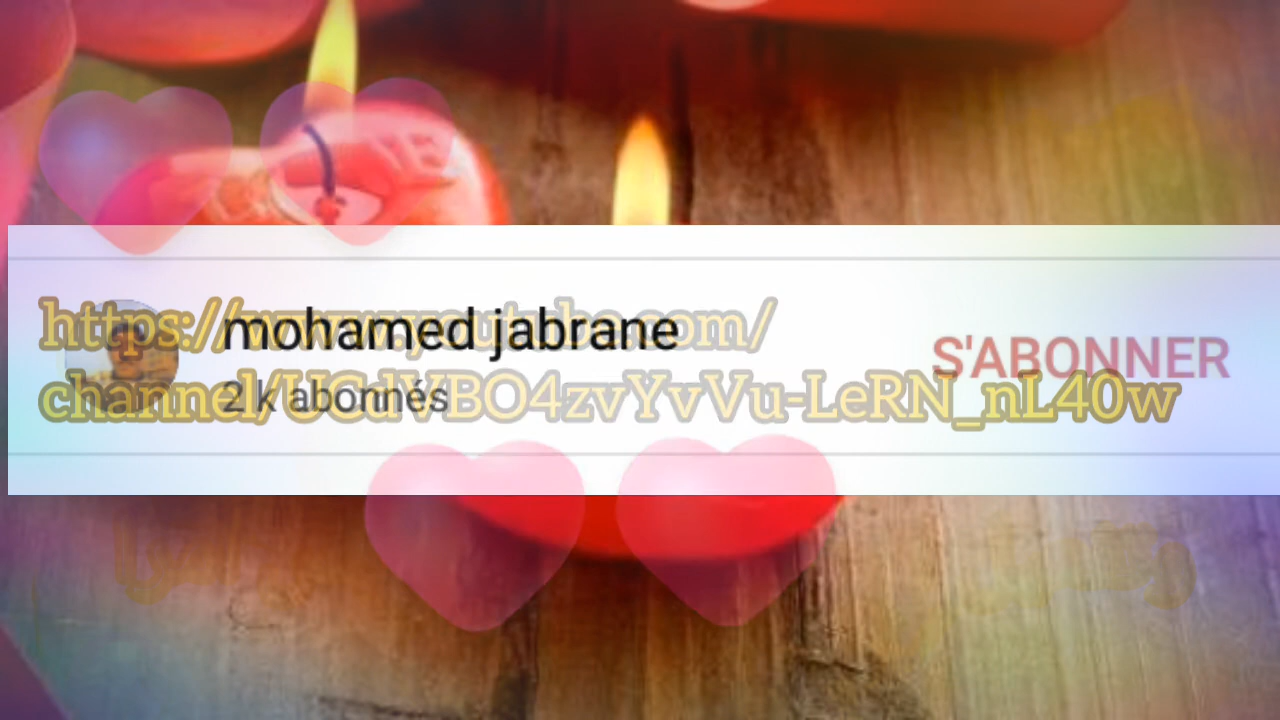 https://www.youtube.com/
mohamed jabrane
S'ABONNER
channel/UCdVBO4zvYvVu-LeRN_nL40w
2 k abonnés